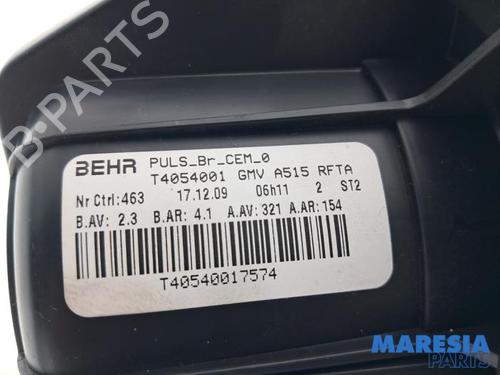 B-PARTS
BEHR PULS_Br_CEM_0
T4054001 GMV A515 RFTA
Nr Ctrl:463 17.12.09 06h11 2 ST2
B.AV: 2.3 B.AR: 4.1 A.AV:321 A.AR:154
T40540017574
MARESIA
PARTS